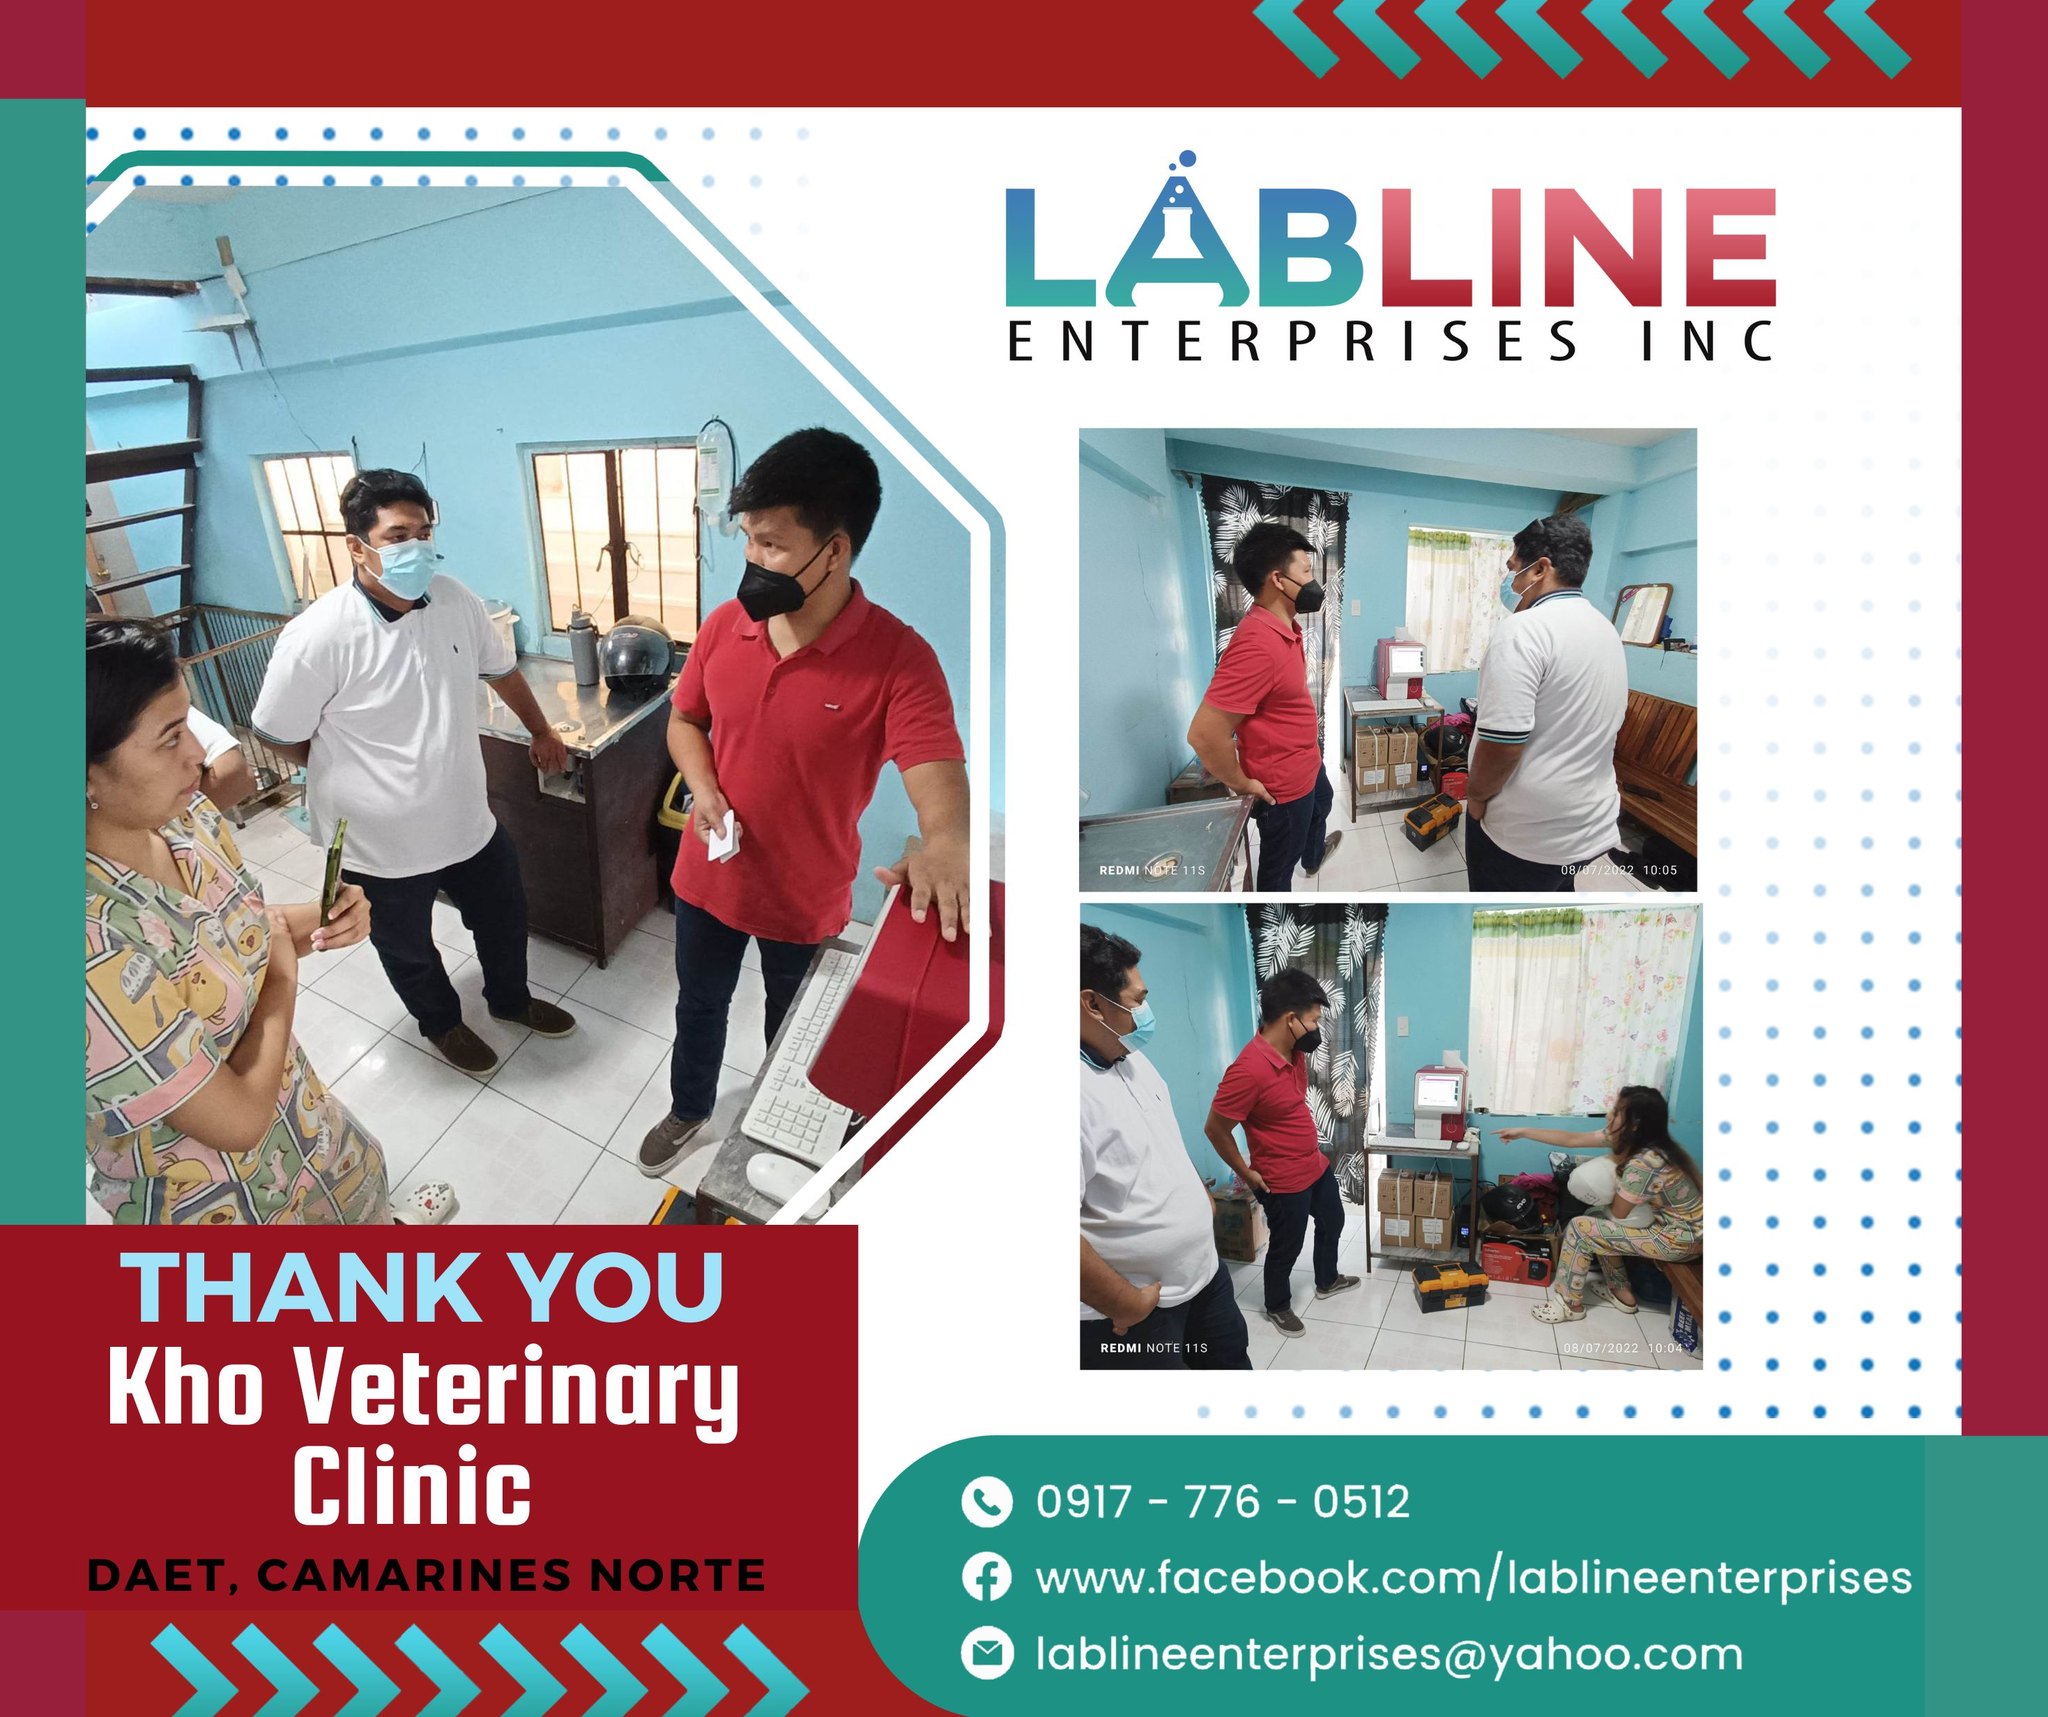 LABLINE
ENTERPRISES INC
REDMI NOTE 11S
08/07/2022 10:05
REDMI NOTE 11S
08/07/2022 10:04
THANK YOU
Kho Veterinary
Clinic
DAET, CAMARINES NORTE
0917 - 776 - 0512
www.facebook.com/lablineenterprises
lablineenterprises@yahoo.com